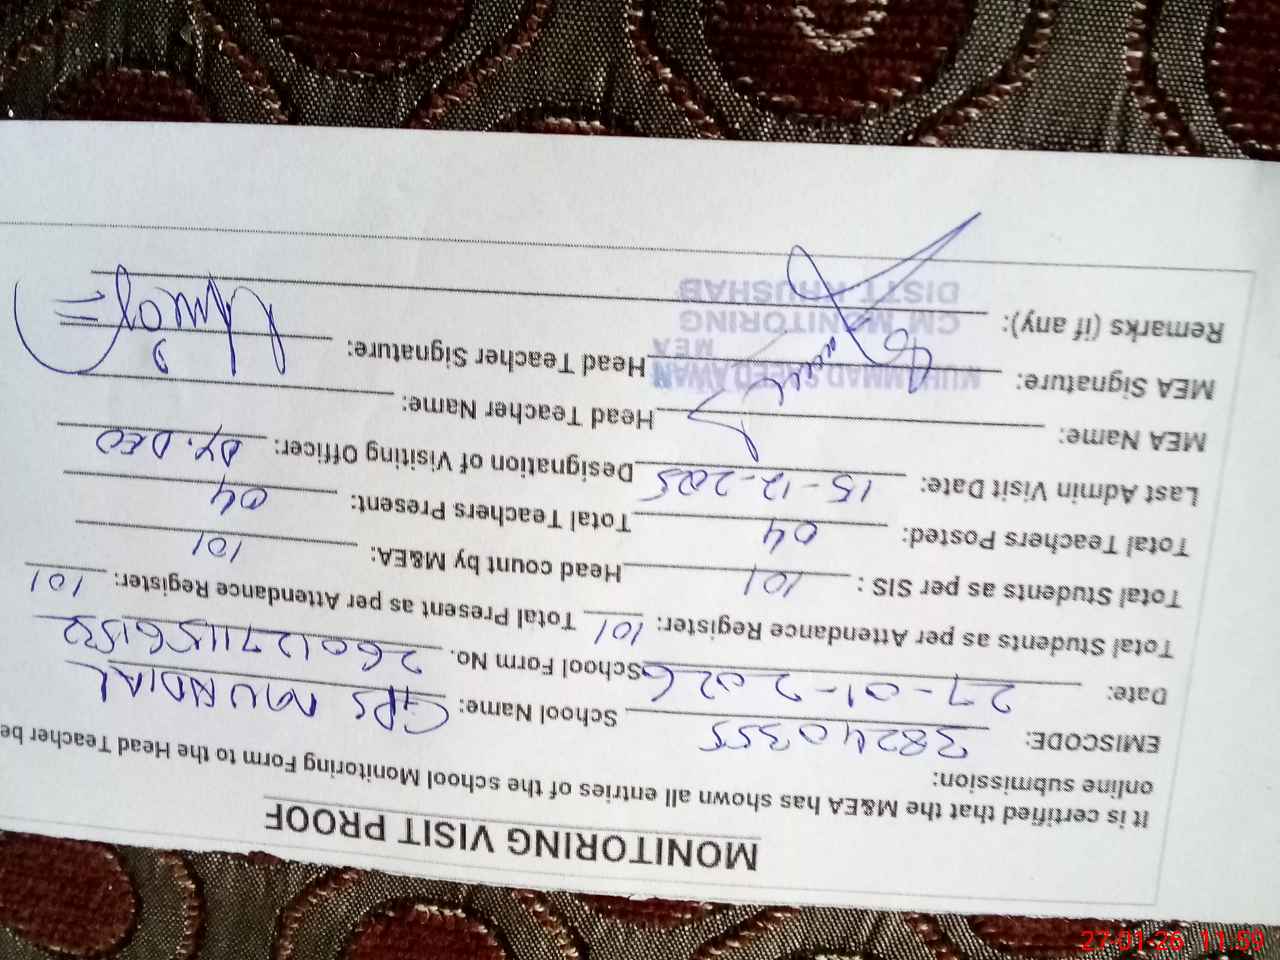 MONITORING VISIT PROOF
It is certified that the M&EA has shown all entries of the school Monitoring Form to the Head Teacher be
online submission:
EMISCODE: 38240355 School Name: GPS MUNDIAL
Date: 27-01-2026 School Form No. 26012711561532
Total Students as per Attendance Register: 101 Total Present as per Attendance Register: 101
Total Students as per SIS : 101 Head count by M&EA: 101
Total Teachers Posted: 04 Total Teachers Present: 04
Last Admin Visit Date: 15-12-2025 Designation of Visiting Officer: Dy. DEO
MEA Name: Head Teacher Name:
MEA Signature: Head Teacher Signature:
Remarks (if any):
MUHAMMAD SAEED AWAN
MEA
CM MONITORING
DISTT KHUSHAB
27-01-26 11:59